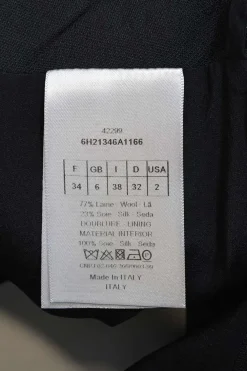 42299
6H21346A1166
F GB I D USA
34 6 38 32 2
77% Laine - Wool - Lã
23% Soie - Silk - Seda
DOUBLURE - LINING
MATERIAL INTERIOR
100% Soie - Silk - Seda
Made in ITALY
ITALY